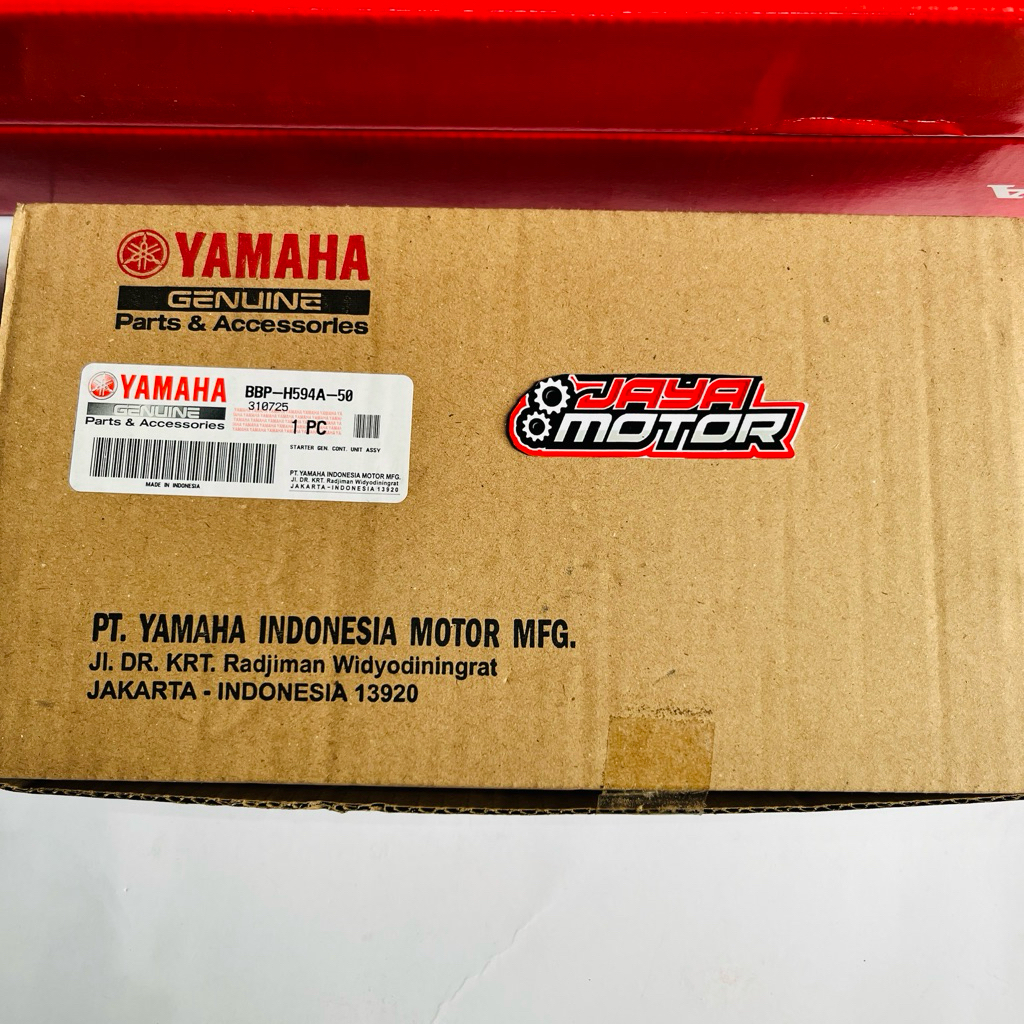 YAMAHA
GENUINE
Parts & Accessories
YAMAHA
GENUINE
Parts & Accessories
BBP-H594A-50
310725
1 PC
STARTER GEN. CONT. UNIT ASSY
MADE IN INDONESIA
PT. YAMAHA INDONESIA MOTOR MFG.
Jl. DR. KRT. Radjiman Widyodiningrat
JAKARTA - INDONESIA 13920
JAYA
MOTOR
PT. YAMAHA INDONESIA MOTOR MFG.
Jl. DR. KRT. Radjiman Widyodiningrat
JAKARTA - INDONESIA 13920